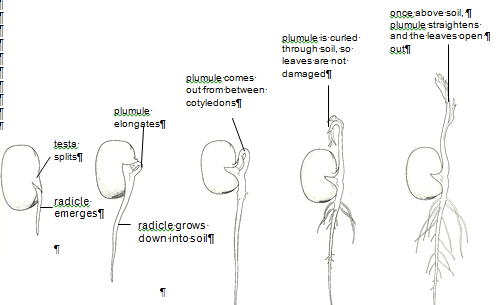 testa
splits¶
radicle
emerges¶
¶
plumule
elongates¶
radicle grows
down into soil¶
¶
plumule comes
out from between
cotyledons¶
plumule is curled
through soil, so
leaves are not
damaged¶
once above soil, ¶
plumule straightens
and the leaves open ¶
out¶